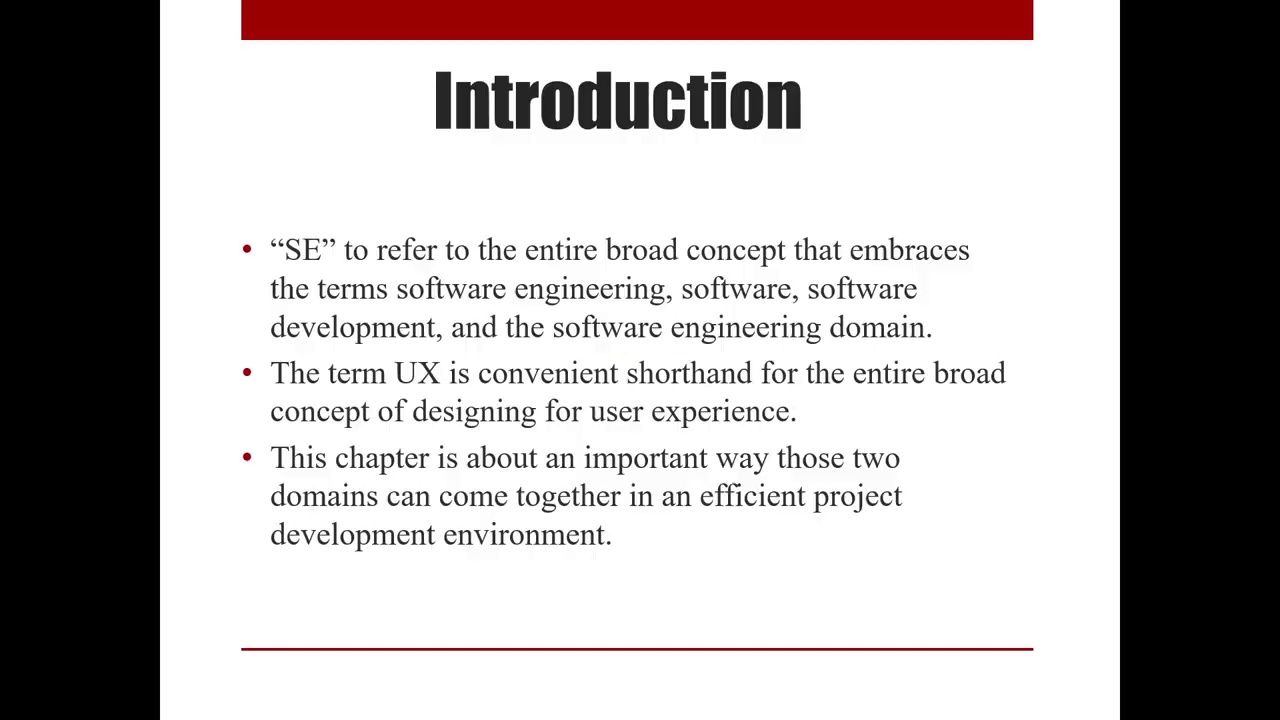 Introduction
• “SE” to refer to the entire broad concept that embraces
the terms software engineering, software, software
development, and the software engineering domain.
• The term UX is convenient shorthand for the entire broad
concept of designing for user experience.
• This chapter is about an important way those two
domains can come together in an efficient project
development environment.